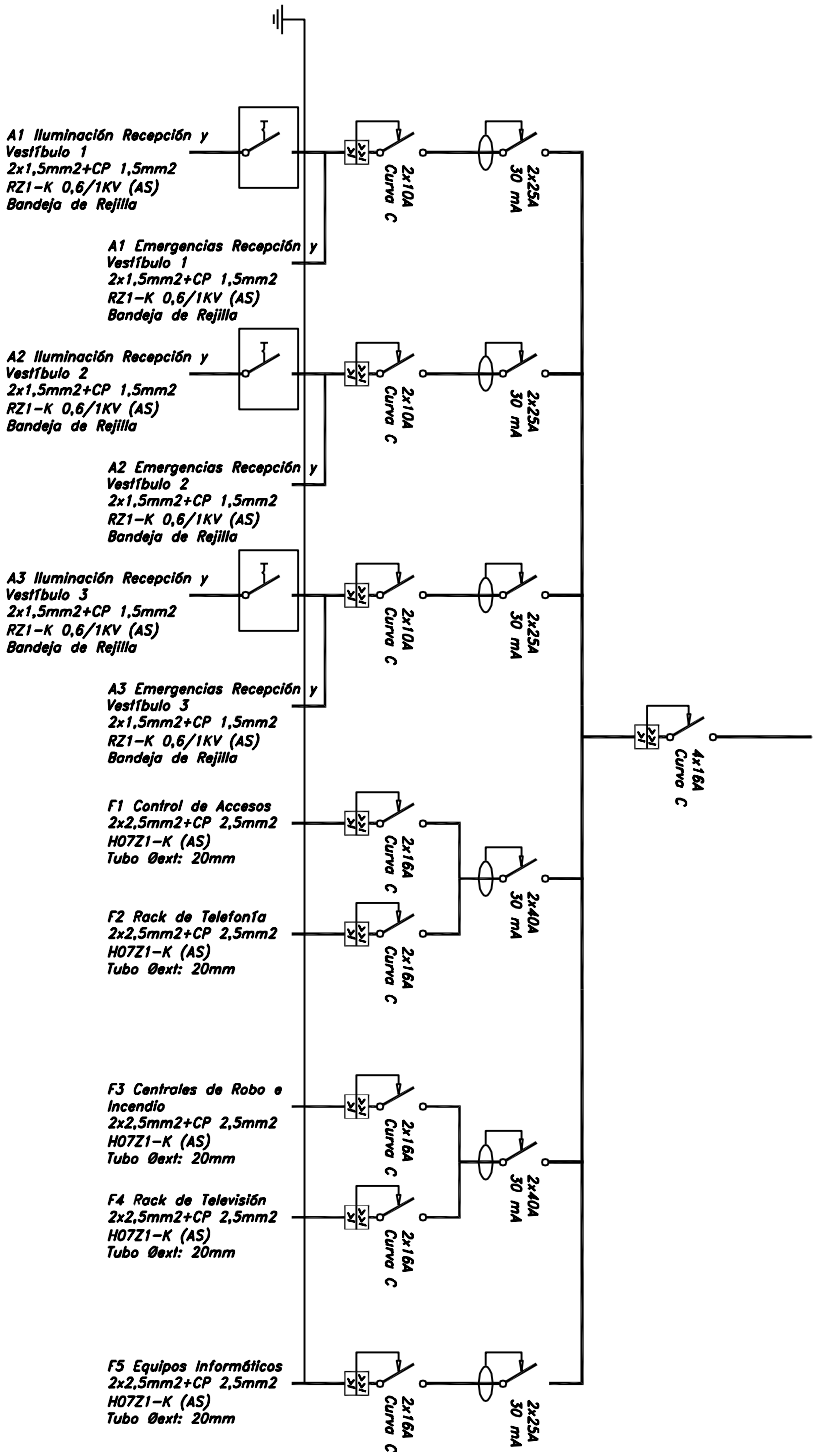 A1 Iluminación Recepción y
Vestíbulo 1
2x1,5mm2+CP 1,5mm2
RZ1-K 0,6/1KV (AS)
Bandeja de Rejilla
2x10A
Curva C
2x25A
30 mA
A1 Emergencias Recepción y
Vestíbulo 1
2x1,5mm2+CP 1,5mm2
RZ1-K 0,6/1KV (AS)
Bandeja de Rejilla
A2 Iluminación Recepción y
Vestíbulo 2
2x1,5mm2+CP 1,5mm2
RZ1-K 0,6/1KV (AS)
Bandeja de Rejilla
2x10A
Curva C
2x25A
30 mA
A2 Emergencias Recepción y
Vestíbulo 2
2x1,5mm2+CP 1,5mm2
RZ1-K 0,6/1KV (AS)
Bandeja de Rejilla
A3 Iluminación Recepción y
Vestíbulo 3
2x1,5mm2+CP 1,5mm2
RZ1-K 0,6/1KV (AS)
Bandeja de Rejilla
2x10A
Curva C
2x25A
30 mA
A3 Emergencias Recepción y
Vestíbulo 3
2x1,5mm2+CP 1,5mm2
RZ1-K 0,6/1KV (AS)
Bandeja de Rejilla
4x16A
Curva C
F1 Control de Accesos
2x2,5mm2+CP 2,5mm2
H07Z1-K (AS)
Tubo Øext: 20mm
2x16A
Curva C
2x40A
30 mA
F2 Rack de Telefonía
2x2,5mm2+CP 2,5mm2
H07Z1-K (AS)
Tubo Øext: 20mm
2x16A
Curva C
F3 Centrales de Robo e
Incendio
2x2,5mm2+CP 2,5mm2
H07Z1-K (AS)
Tubo Øext: 20mm
2x16A
Curva C
2x40A
30 mA
F4 Rack de Televisión
2x2,5mm2+CP 2,5mm2
H07Z1-K (AS)
Tubo Øext: 20mm
2x16A
Curva C
F5 Equipos Informáticos
2x2,5mm2+CP 2,5mm2
H07Z1-K (AS)
Tubo Øext: 20mm
2x16A
Curva C
2x25A
30 mA